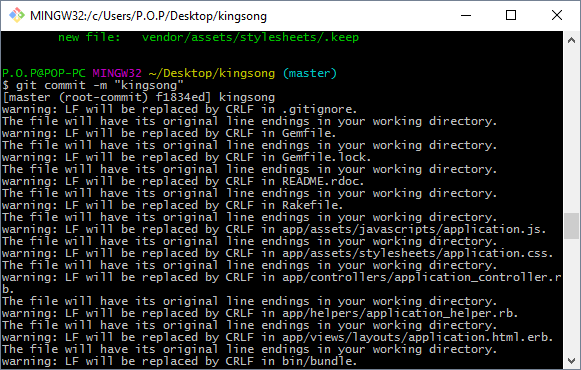 MINGW32:/c/Users/P.O.P/Desktop/kingsong
new file:   vendor/assets/stylesheets/.keep
P.O.P@POP-PC MINGW32 ~/Desktop/kingsong (master)
$ git commit -m "kingsong"
[master (root-commit) f1834ed] kingsong
warning: LF will be replaced by CRLF in .gitignore.
The file will have its original line endings in your working directory.
warning: LF will be replaced by CRLF in Gemfile.
The file will have its original line endings in your working directory.
warning: LF will be replaced by CRLF in Gemfile.lock.
The file will have its original line endings in your working directory.
warning: LF will be replaced by CRLF in README.rdoc.
The file will have its original line endings in your working directory.
warning: LF will be replaced by CRLF in Rakefile.
The file will have its original line endings in your working directory.
warning: LF will be replaced by CRLF in app/assets/javascripts/application.js.
The file will have its original line endings in your working directory.
warning: LF will be replaced by CRLF in app/assets/stylesheets/application.css.
The file will have its original line endings in your working directory.
warning: LF will be replaced by CRLF in app/controllers/application_controller.r
b.
The file will have its original line endings in your working directory.
warning: LF will be replaced by CRLF in app/helpers/application_helper.rb.
The file will have its original line endings in your working directory.
warning: LF will be replaced by CRLF in app/views/layouts/application.html.erb.
The file will have its original line endings in your working directory.
warning: LF will be replaced by CRLF in bin/bundle.